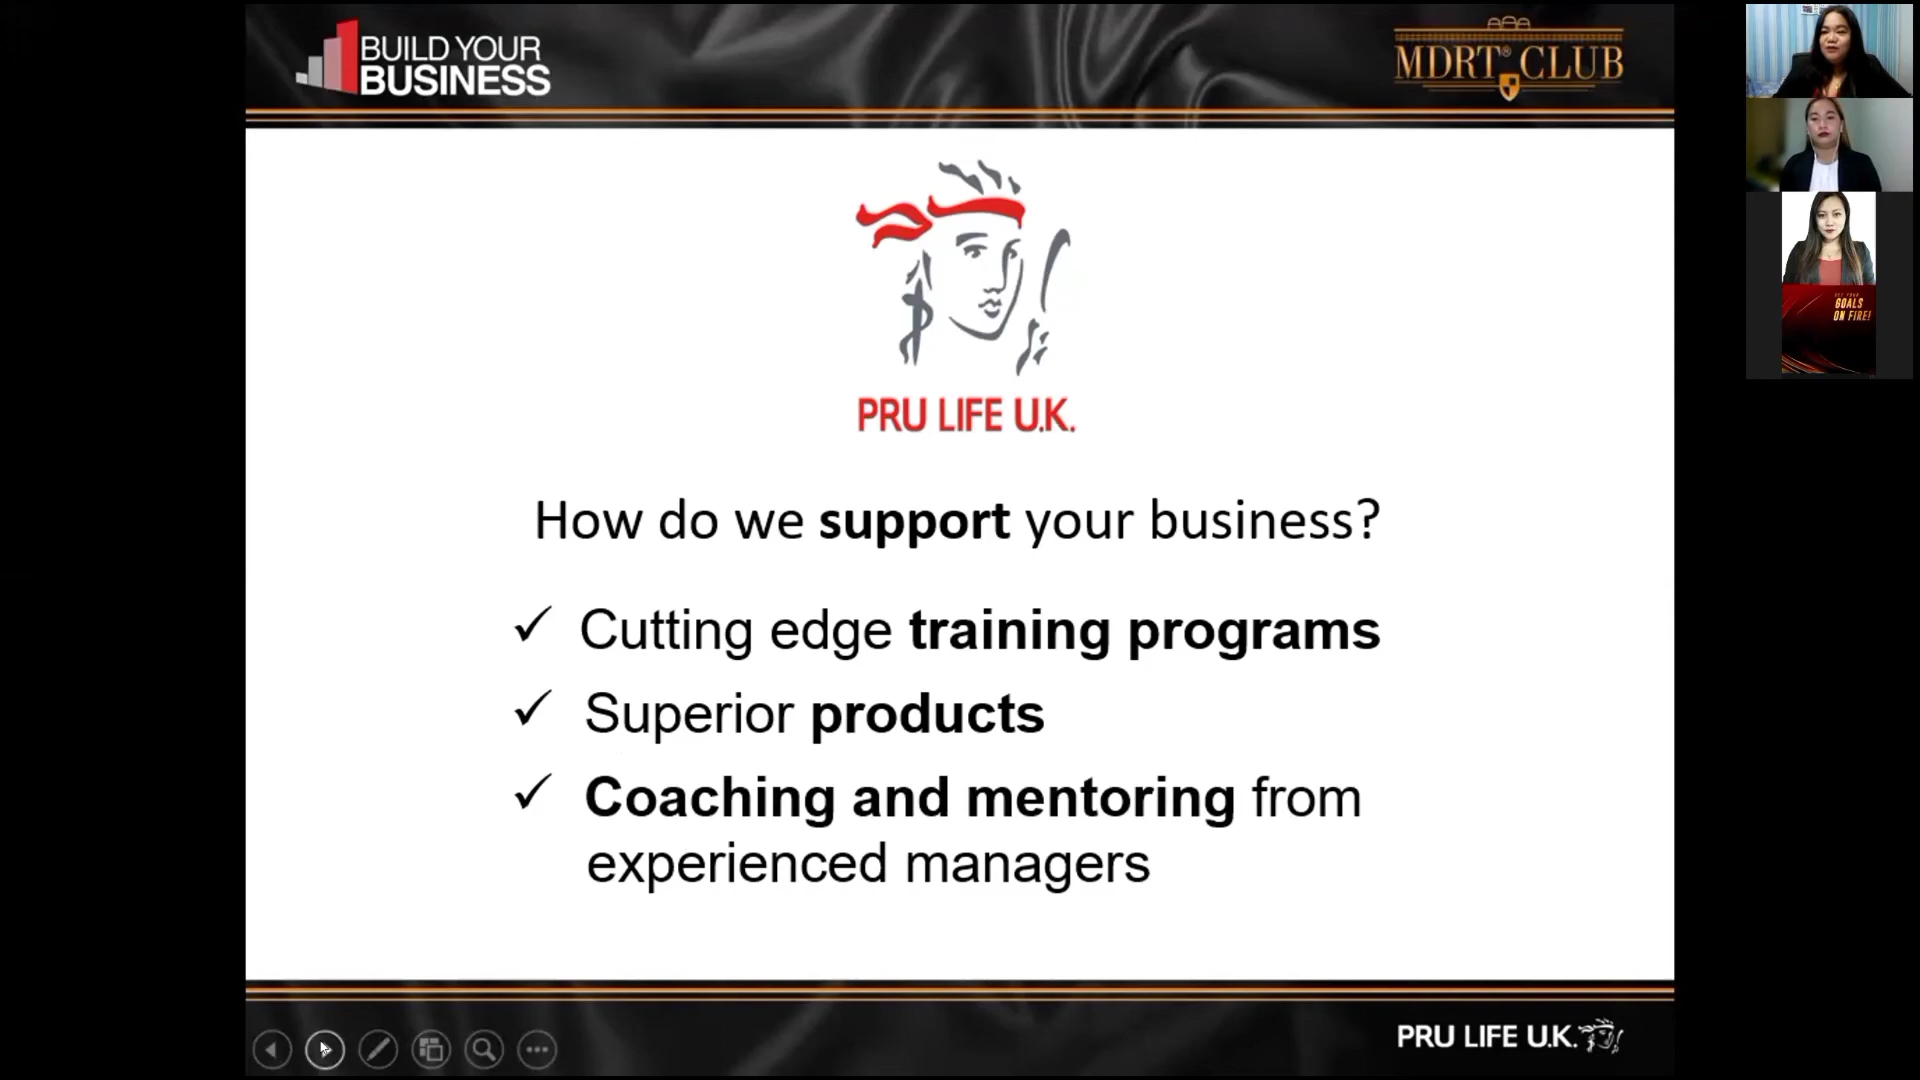 BUILD YOUR
BUSINESS
MDRT® CLUB
PRU LIFE U.K.
How do we support your business?
✓ Cutting edge training programs
✓ Superior products
✓ Coaching and mentoring from
experienced managers
PRU LIFE U.K.
GOALS
ON FIRE!